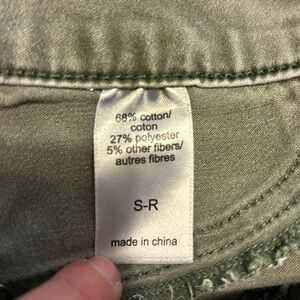 68% cotton/
coton
27% polyester
5% other fibers/
autres fibres
S-R
made in china